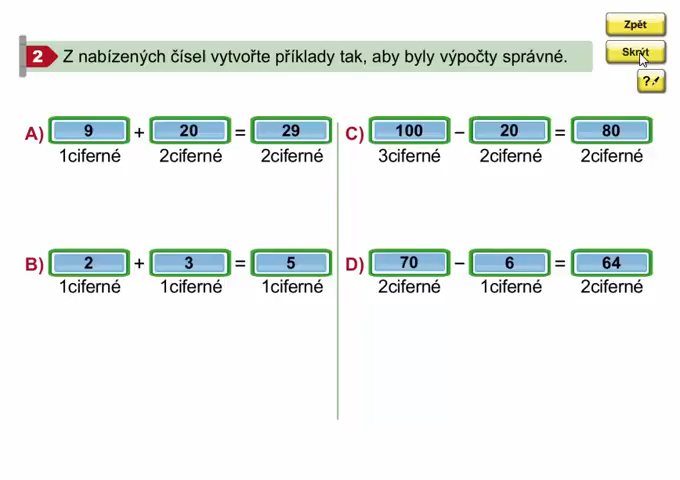 Zpět
Skrýt
?
2 Z nabízených čísel vytvořte příklady tak, aby byly výpočty správné.
A) 9 + 20 = 29
1ciferné 2ciferné 2ciferné
B) 2 + 3 = 5
1ciferné 1ciferné 1ciferné
C) 100 − 20 = 80
3ciferné 2ciferné 2ciferné
D) 70 − 6 = 64
2ciferné 1ciferné 2ciferné